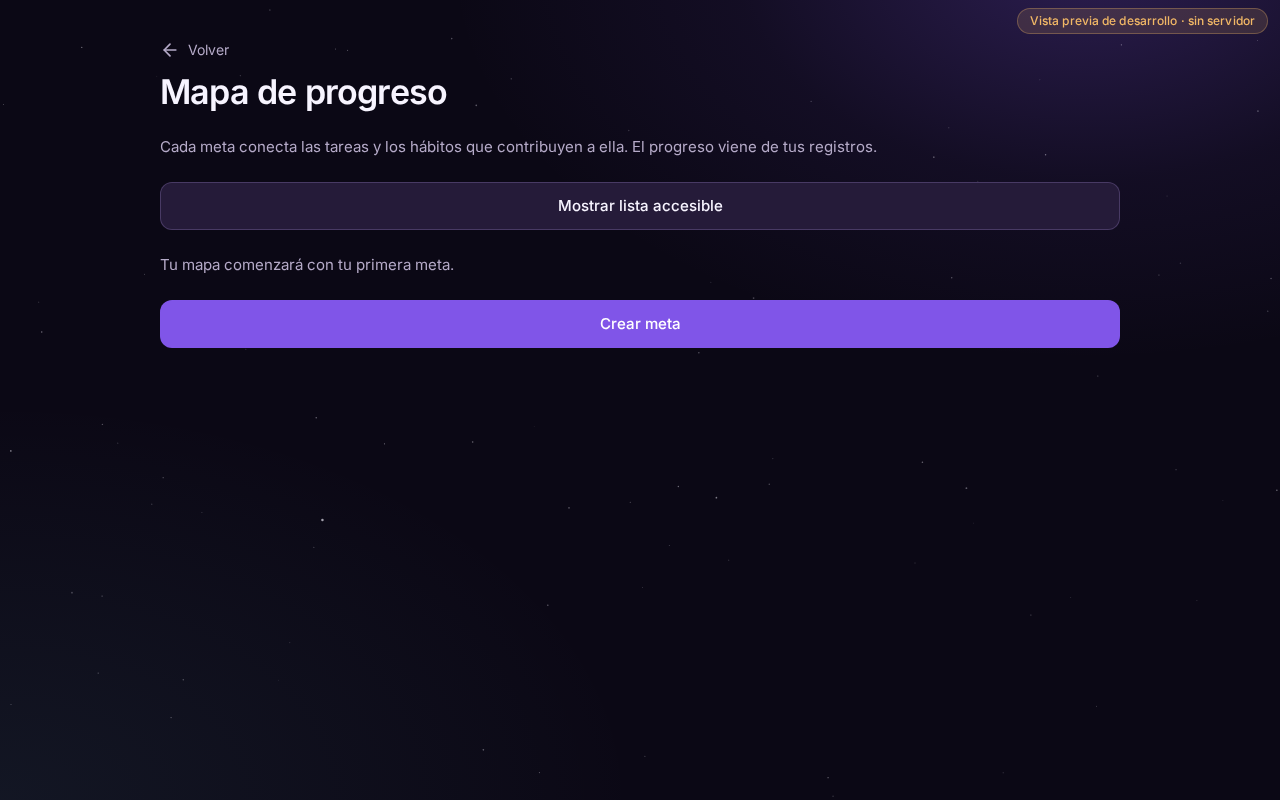 Vista previa de desarrollo · sin servidor
Volver
Mapa de progreso
Cada meta conecta las tareas y los hábitos que contribuyen a ella. El progreso viene de tus registros.
Mostrar lista accesible
Tu mapa comenzará con tu primera meta.
Crear meta